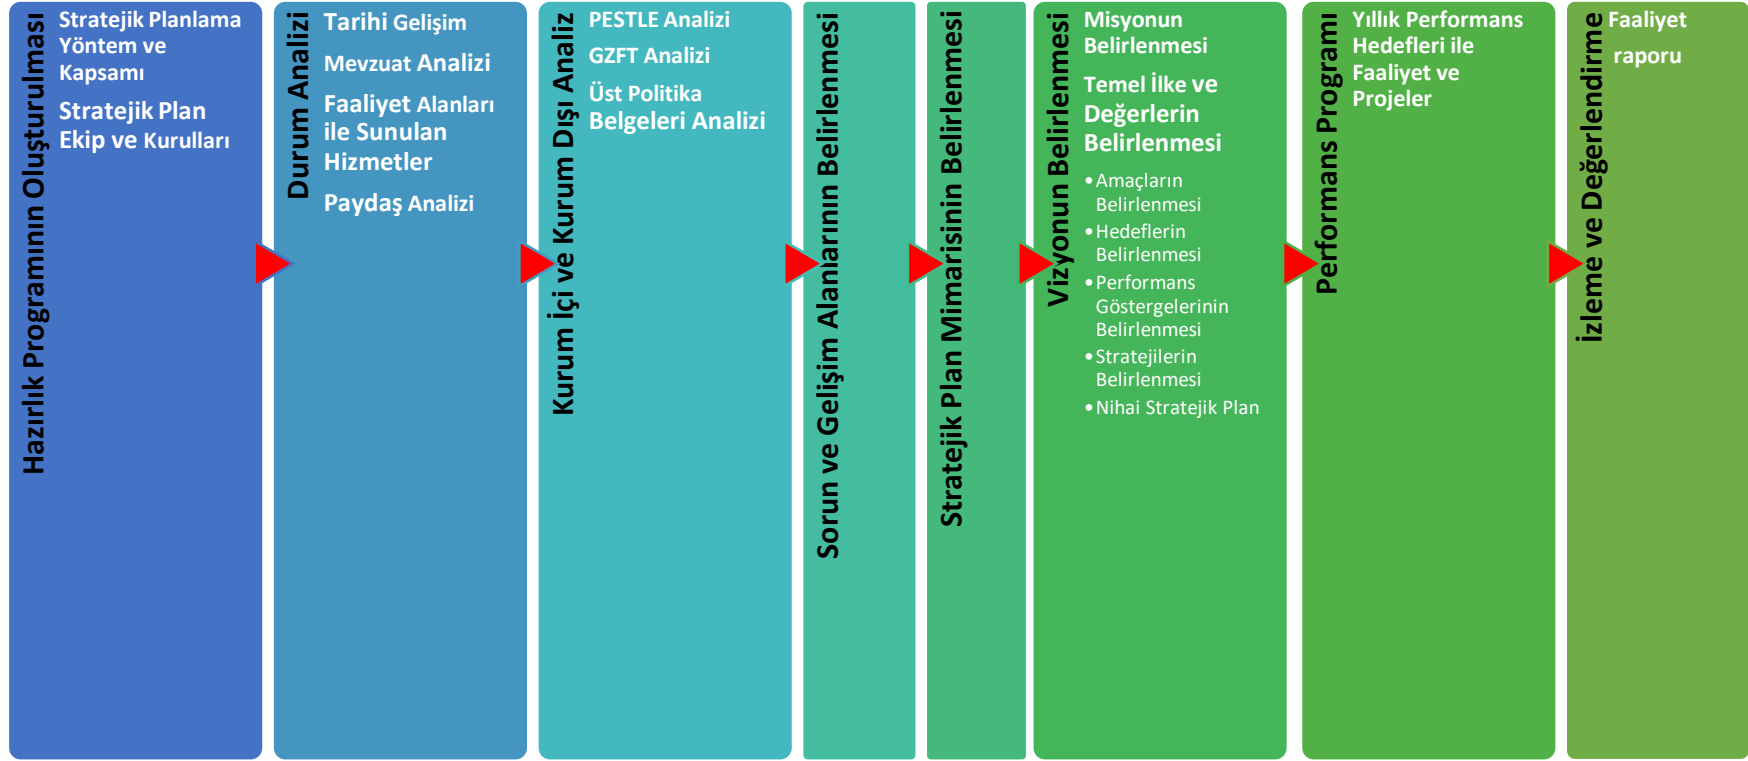 Hazırlık Programının Oluşturulması
Stratejik Planlama
Yöntem ve
Kapsamı
Stratejik Plan
Ekip ve Kurulları
Durum Analizi
Tarihi Gelişim
Mevzuat Analizi
Faaliyet Alanları
ile Sunulan
Hizmetler
Paydaş Analizi
Kurum İçi ve Kurum Dışı Analiz
PESTLE Analizi
GZFT Analizi
Üst Politika
Belgeleri Analizi
Sorun ve Gelişim Alanlarının Belirlenmesi
Stratejik Plan Mimarisinin Belirlenmesi
Vizyonun Belirlenmesi
Misyonun
Belirlenmesi
Temel İlke ve
Değerlerin
Belirlenmesi
•Amaçların
Belirlenmesi
•Hedeflerin
Belirlenmesi
•Performans
Göstergelerinin
Belirlenmesi
•Stratejilerin
Belirlenmesi
•Nihai Stratejik Plan
Performans Programı
Yıllık Performans
Hedefleri ile
Faaliyet ve
Projeler
İzleme ve Değerlendirme
Faaliyet
raporu